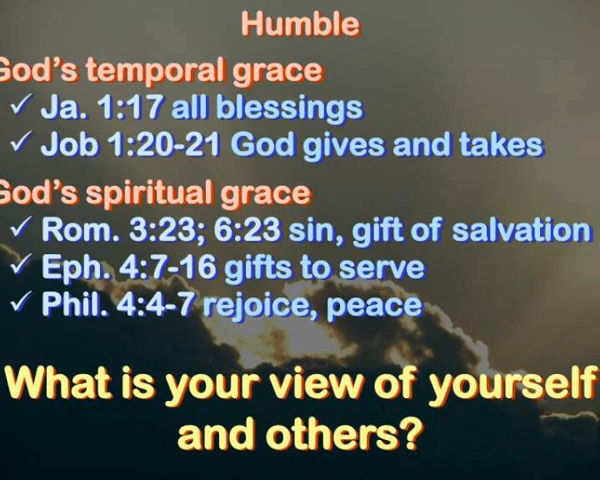 Humble
God's temporal grace
✓ Ja. 1:17 all blessings
✓ Job 1:20-21 God gives and takes
God's spiritual grace
✓ Rom. 3:23; 6:23 sin, gift of salvation
✓ Eph. 4:7-16 gifts to serve
✓ Phil. 4:4-7 rejoice, peace
What is your view of yourself
and others?